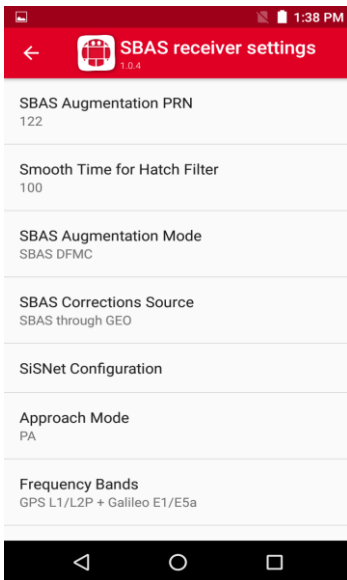 1:38 PM
SBAS receiver settings
1.0.4
SBAS Augmentation PRN
122
Smooth Time for Hatch Filter
100
SBAS Augmentation Mode
SBAS DFMC
SBAS Corrections Source
SBAS through GEO
SiSNet Configuration
Approach Mode
PA
Frequency Bands
GPS L1/L2P + Galileo E1/E5a